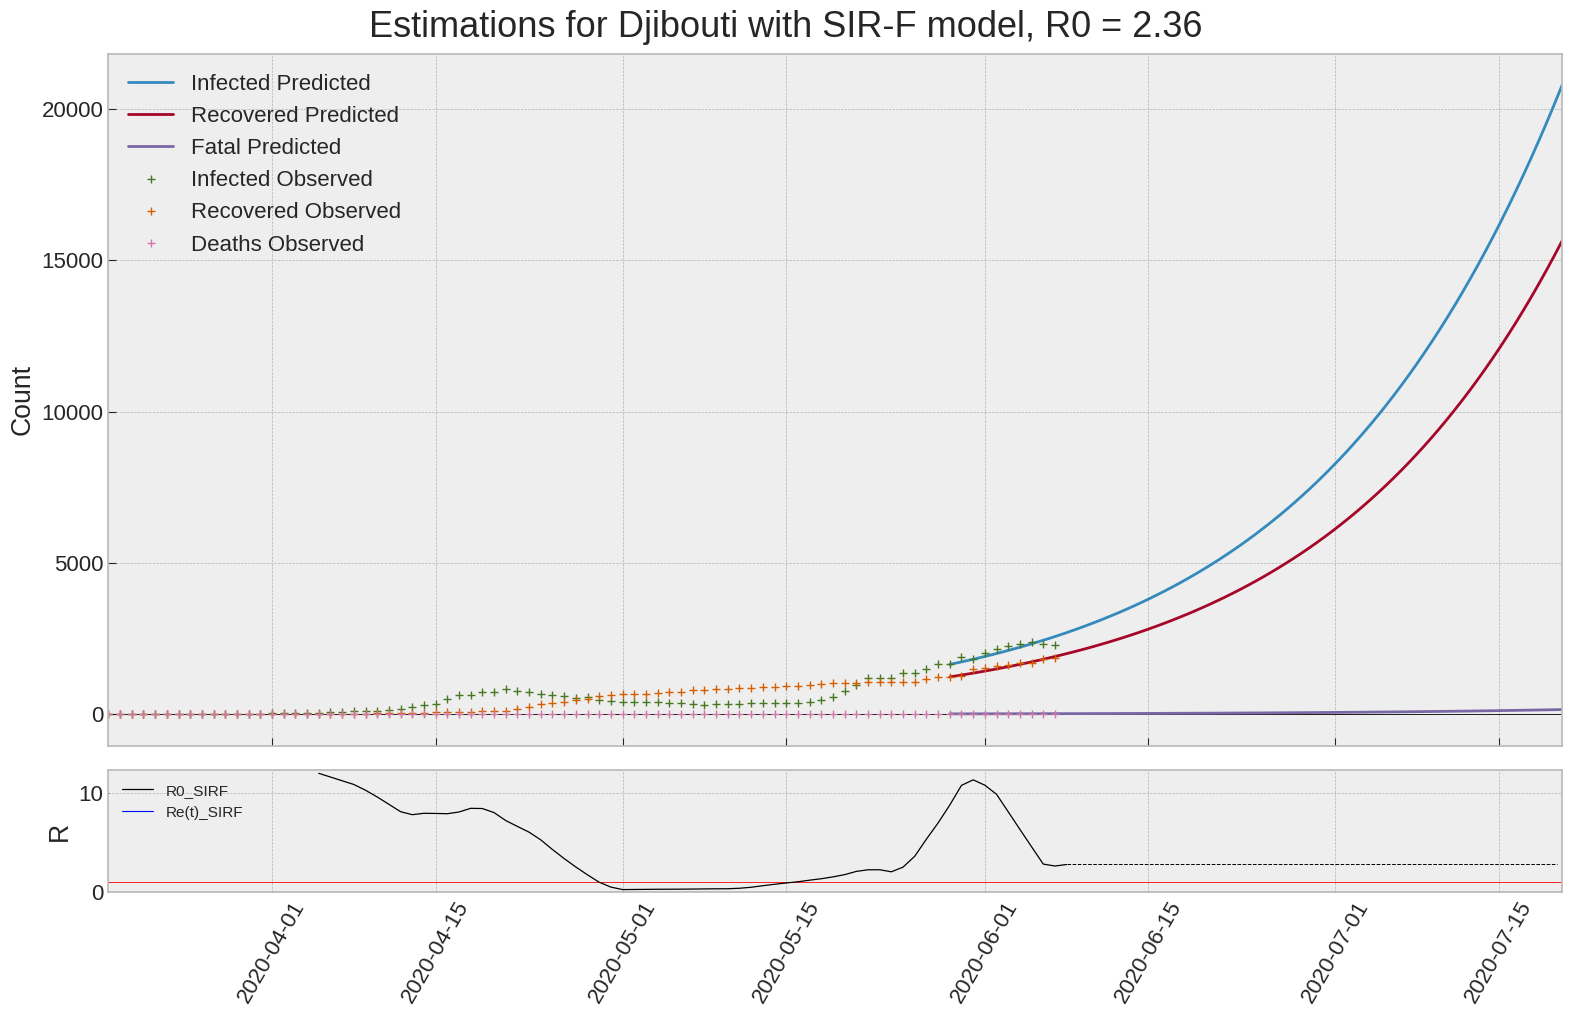 Estimations for Djibouti with SIR-F model, R0 = 2.36
Infected Predicted
Recovered Predicted
Fatal Predicted
Infected Observed
Recovered Observed
Deaths Observed
20000
15000
10000
5000
0
Count
R0_SIRF
Re(t)_SIRF
10
0
R
2020-04-01
2020-04-15
2020-05-01
2020-05-15
2020-06-01
2020-06-15
2020-07-01
2020-07-15